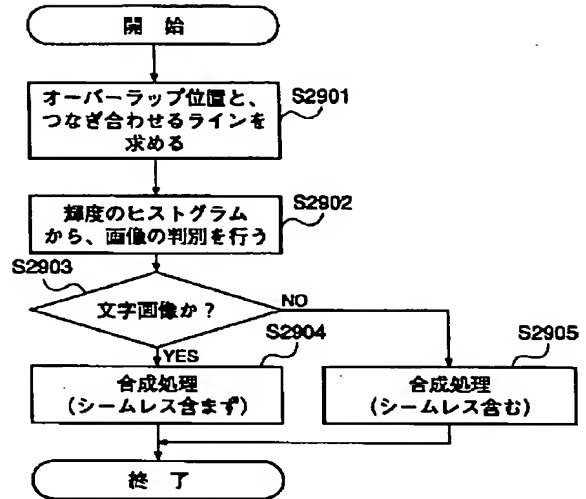 開 始
オーバーラップ位置と、
つなぎ合わせるラインを
求める
S2901
輝度のヒストグラム
から、画像の判別を行う
S2902
S2903
文字画像か？
NO
YES
S2904
合成処理
(シームレス含まず)
S2905
合成処理
(シームレス含む)
終 了